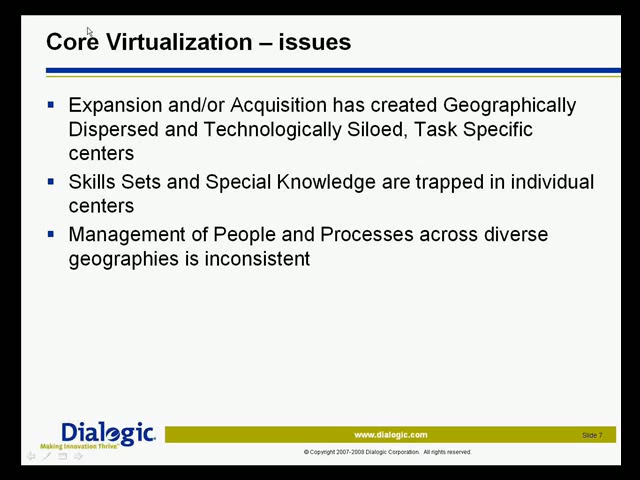 Core Virtualization – issues
Expansion and/or Acquisition has created Geographically
Dispersed and Technologically Siloed, Task Specific
centers
Skills Sets and Special Knowledge are trapped in individual
centers
Management of People and Processes across diverse
geographies is inconsistent
Dialogic
Making Innovation Thrive
www.dialogic.com
Slide 7
© Copyright 2007-2008 Dialogic Corporation. All rights reserved.